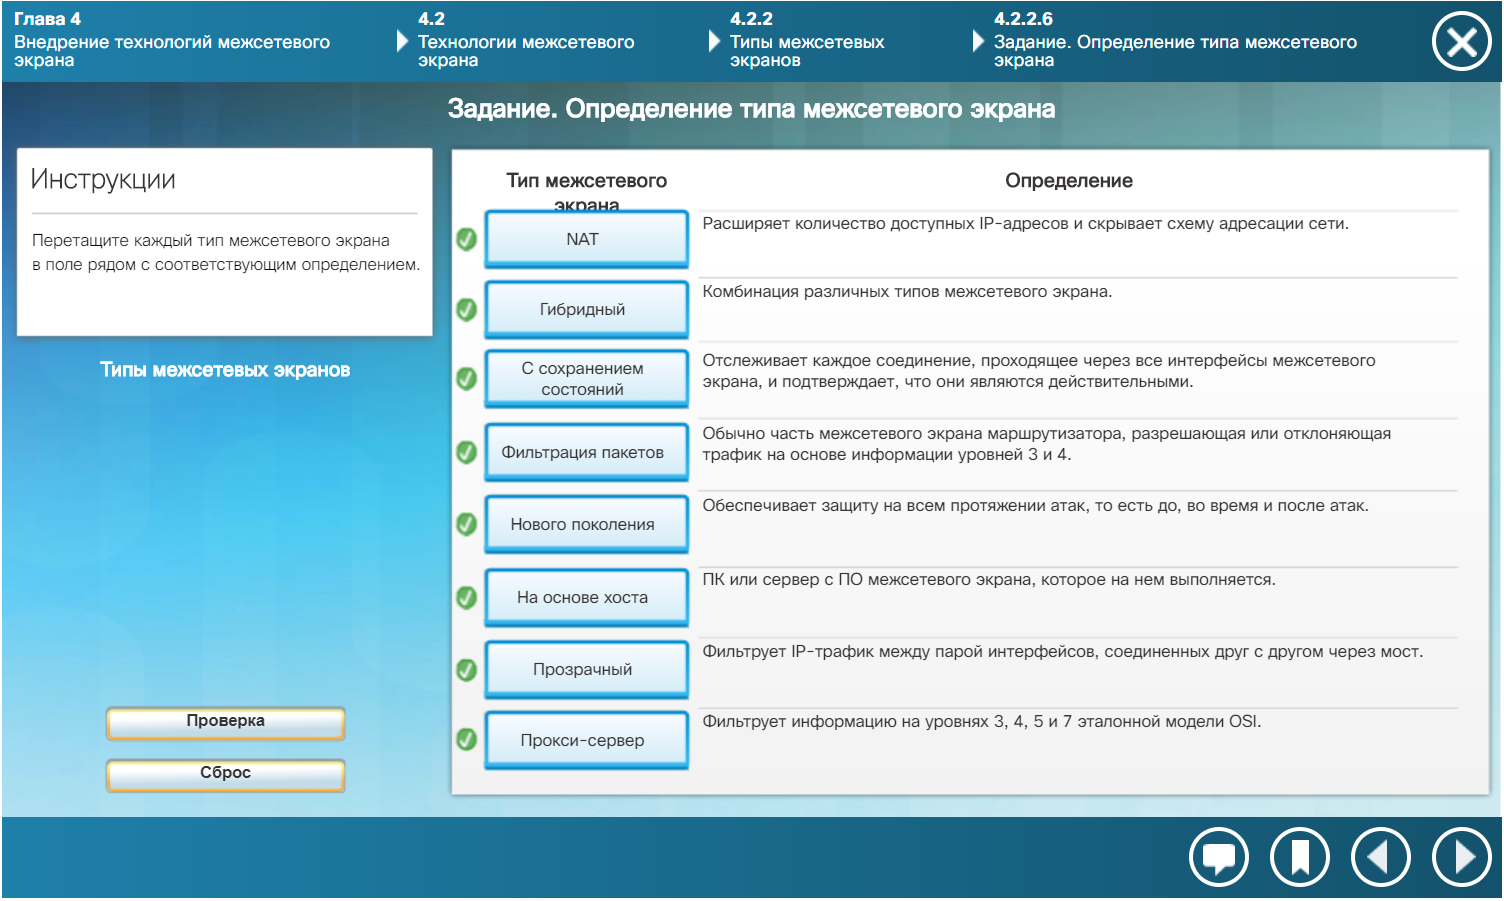 Глава 4
Внедрение технологий межсетевого
экрана
4.2
Технологии межсетевого
экрана
4.2.2
Типы межсетевых
экранов
4.2.2.6
Задание. Определение типа межсетевого
экрана
Задание. Определение типа межсетевого экрана
Инструкции
Перетащите каждый тип межсетевого экрана
в поле рядом с соответствующим определением.
Типы межсетевых экранов
Проверка
Сброс
Тип межсетевого
экрана
Определение
NAT
Расширяет количество доступных IP-адресов и скрывает схему адресации сети.
Гибридный
Комбинация различных типов межсетевого экрана.
С сохранением
состояний
Отслеживает каждое соединение, проходящее через все интерфейсы межсетевого
экрана, и подтверждает, что они являются действительными.
Фильтрация пакетов
Обычно часть межсетевого экрана маршрутизатора, разрешающая или отклоняющая
трафик на основе информации уровней 3 и 4.
Нового поколения
Обеспечивает защиту на всем протяжении атак, то есть до, во время и после атак.
На основе хоста
ПК или сервер с ПО межсетевого экрана, которое на нем выполняется.
Прозрачный
Фильтрует IP-трафик между парой интерфейсов, соединенных друг с другом через мост.
Прокси-сервер
Фильтрует информацию на уровнях 3, 4, 5 и 7 эталонной модели OSI.